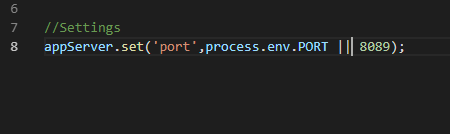 6
7 //Settings
8 appServer.set('port',process.env.PORT || 8089);